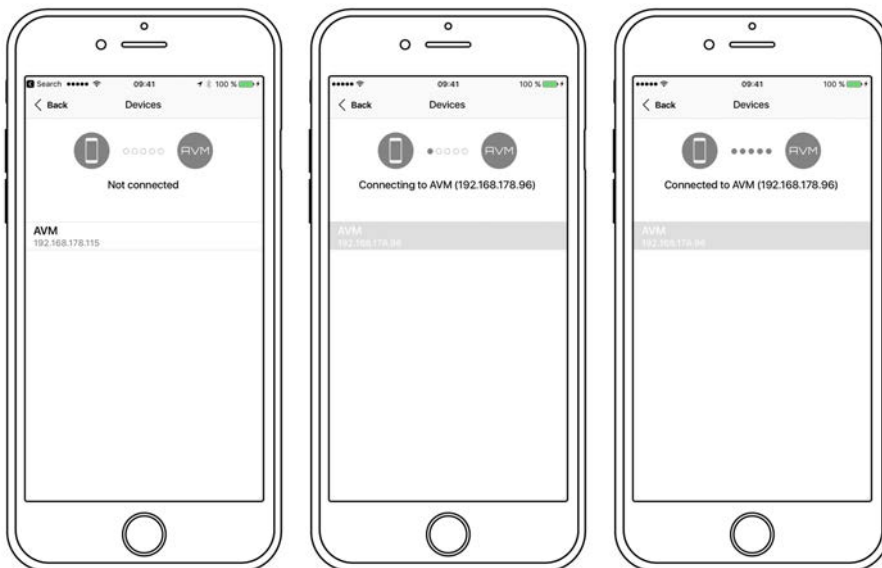 Search 09:41 100 %
Back Devices
AVM
Not connected
AVM
192.168.178.115
09:41 100 %
Back Devices
AVM
Connecting to AVM (192.168.178.96)
AVM
192.168.178.96
09:41 100 %
Back Devices
AVM
Connected to AVM (192.168.178.96)
AVM
192.168.178.96